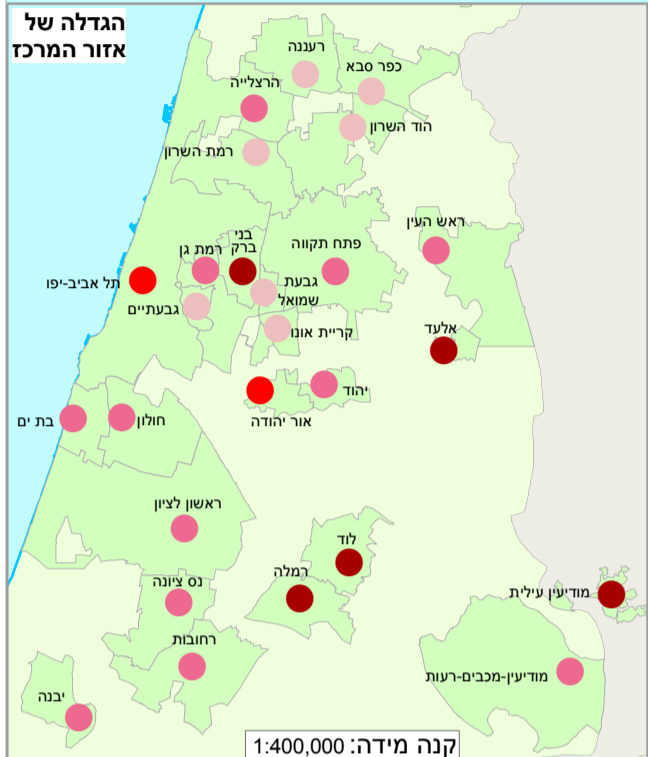 הגדלה של
אזור המרכז
רעננה
כפר סבא
הרצלייה
הוד השרון
רמת השרון
ראש העין
בני
ברק
רמת גן
פתח תקווה
תל אביב-יפו
גבעת
שמואל
גבעתיים
קריית אונו
אלעד
יהוד
אור יהודה
חולון
בת ים
ראשון לציון
לוד
רמלה
נס ציונה
מודיעין עילית
רחובות
מודיעין-מכבים-רעות
יבנה
קנה מידה: 1:400,000